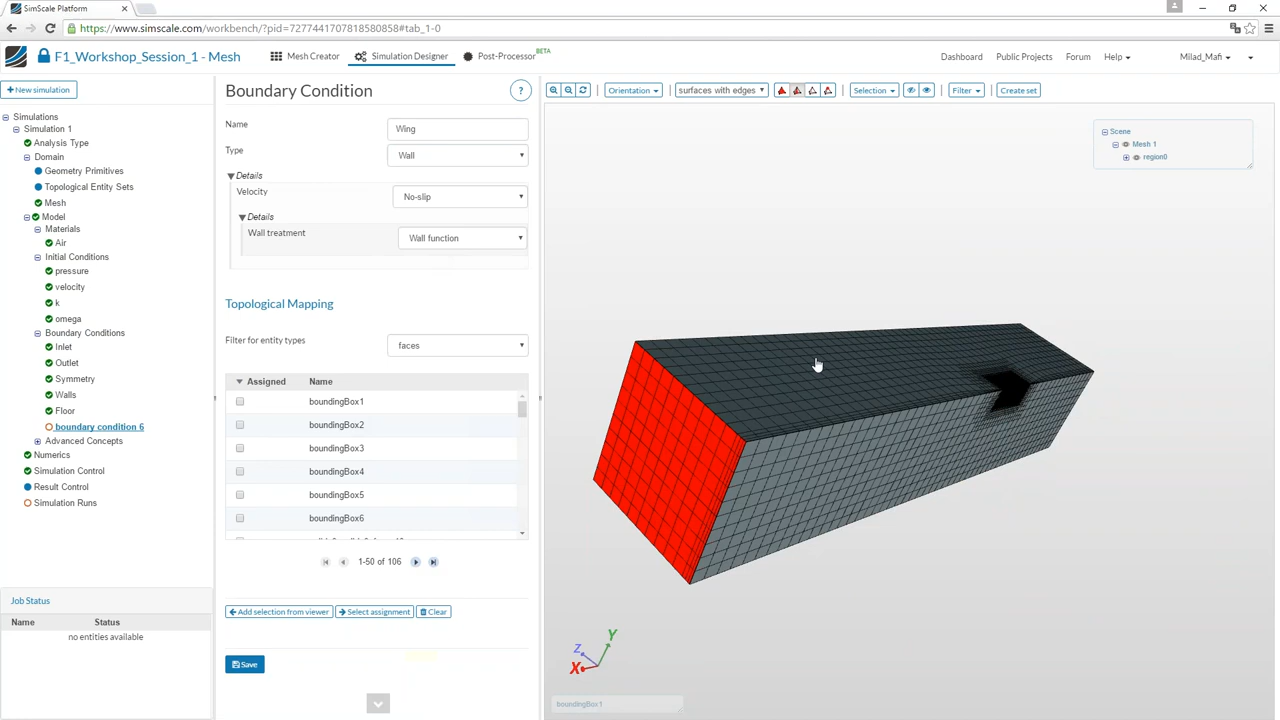 SimScale Platform
https://www.simscale.com/workbench/?pid=7277441707818580858#tab_1-0
F1_Workshop_Session_1 - Mesh
Mesh Creator
Simulation Designer
Post-Processor
BETA
Dashboard
Public Projects
Forum
Help
Milad_Mafi
New simulation
Simulations
Simulation 1
Analysis Type
Domain
Geometry Primitives
Topological Entity Sets
Mesh
Model
Materials
Air
Initial Conditions
pressure
velocity
k
omega
Boundary Conditions
Inlet
Outlet
Symmetry
Walls
Floor
boundary condition 6
Advanced Concepts
Numerics
Simulation Control
Result Control
Simulation Runs
Job Status
Name Status
no entities available
Boundary Condition
?
Name Wing
Type Wall
Details
Velocity No-slip
Details
Wall treatment Wall function
Topological Mapping
Filter for entity types faces
Assigned Name
boundingBox1
boundingBox2
boundingBox3
boundingBox4
boundingBox5
boundingBox6
1-50 of 106
Add selection from viewer
Select assignment
Clear
Save
Orientation
surfaces with edges
Selection
Filter
Create set
Scene
Mesh 1
region0
Y
Z
X
boundingBox1